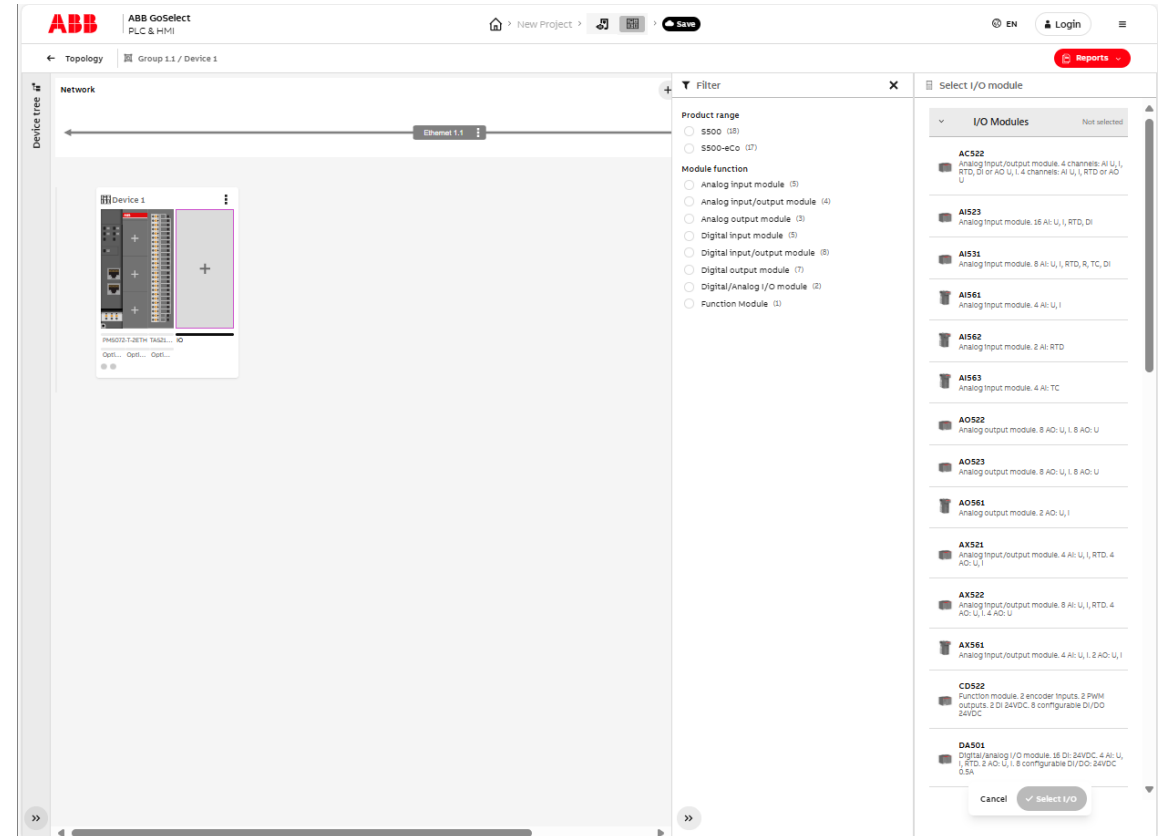 ABB
ABB GoSelect
PLC & HMI
New Project
Save
EN
Login
Topology
Group 1.1 / Device 1
Reports
Device tree
Network
Ethernet 1.1
Device 1
PM5072-T-2ETH TA521...
IO
Opti... Opti... Opti...
Filter
Product range
S500 (18)
S500-eCo (17)
Module function
Analog input module (5)
Analog input/output module (4)
Analog output module (3)
Digital input module (5)
Digital input/output module (8)
Digital output module (7)
Digital/Analog I/O module (2)
Function Module (1)
Select I/O module
I/O Modules
Not selected
AC522
Analog input/output module. 4 channels: AI U, I,
RTD, DI or AO U, I. 4 channels: AI U, I, RTD or AO
U
AI523
Analog input module. 16 AI: U, I, RTD, DI
AI531
Analog input module. 8 AI: U, I, RTD, R, TC, DI
AI561
Analog input module. 4 AI: U, I
AI562
Analog input module. 2 AI: RTD
AI563
Analog input module. 4 AI: TC
AO522
Analog output module. 8 AO: U, I. 8 AO: U
AO523
Analog output module. 8 AO: U, I. 8 AO: U
AO561
Analog output module. 2 AO: U, I
AX521
Analog input/output module. 4 AI: U, I, RTD. 4
AO: U, I
AX522
Analog input/output module. 8 AI: U, I, RTD. 4
AO: U, I. 4 AO: U
AX561
Analog input/output module. 4 AI: U, I. 2 AO: U, I
CD522
Function module. 2 encoder inputs. 2 PWM
outputs. 2 DI 24VDC. 8 configurable DI/DO
24VDC
DA501
Digital/analog I/O module. 16 DI: 24VDC. 4 AI: U,
I, RTD. 2 AO: U, I. 8 configurable DI/DO: 24VDC
0.5A
Cancel
Select I/O